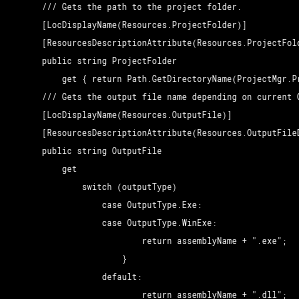 /// Gets the path to the project folder.
[LocDisplayName(Resources.ProjectFolder)]
[ResourcesDescriptionAttribute(Resources.ProjectFol
public string ProjectFolder
get { return Path.GetDirectoryName(ProjectMgr.P
/// Gets the output file name depending on current
[LocDisplayName(Resources.OutputFile)]
[ResourcesDescriptionAttribute(Resources.OutputFile
public string OutputFile
get
switch (outputType)
case OutputType.Exe:
case OutputType.WinExe:
return assemblyName + ".exe";
}
default:
return assemblyName + ".dll";